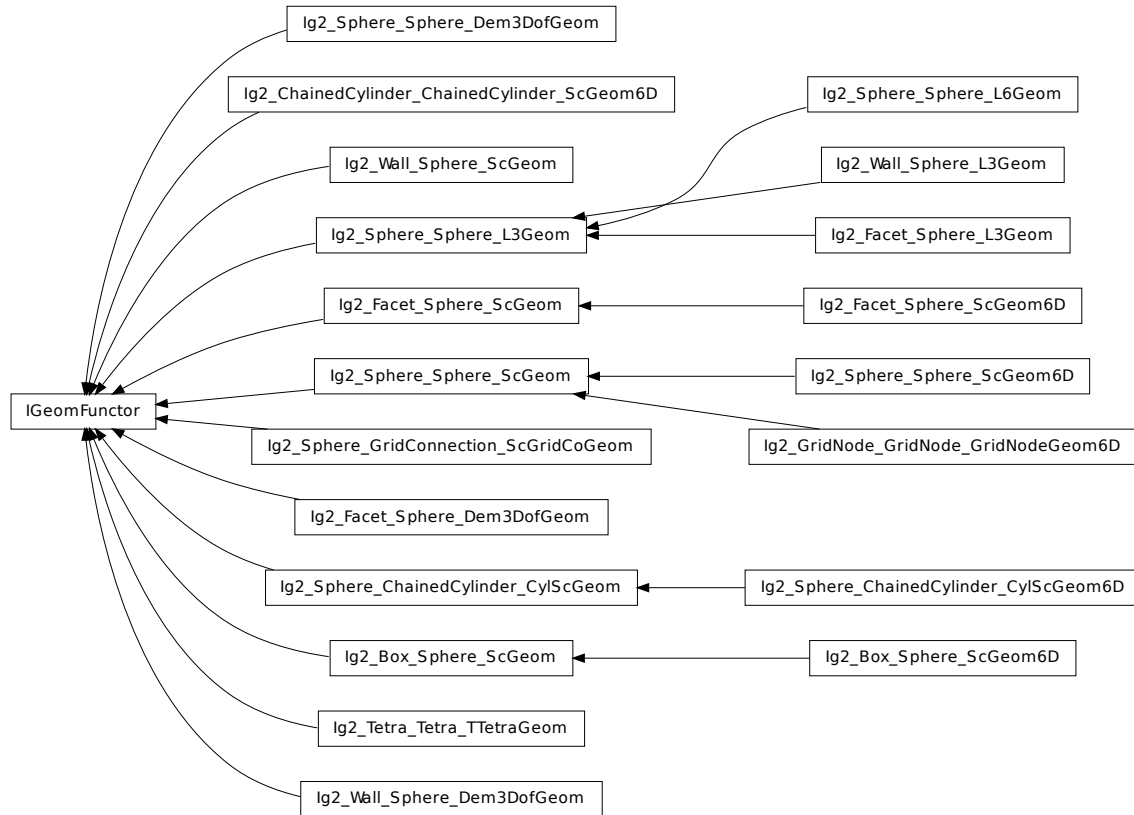 Ig2_Sphere_Sphere_Dem3DofGeom
Ig2_ChainedCylinder_ChainedCylinder_ScGeom6D
Ig2_Sphere_Sphere_L6Geom
Ig2_Wall_Sphere_ScGeom
Ig2_Wall_Sphere_L3Geom
Ig2_Sphere_Sphere_L3Geom
Ig2_Facet_Sphere_L3Geom
Ig2_Facet_Sphere_ScGeom
Ig2_Facet_Sphere_ScGeom6D
Ig2_Sphere_Sphere_ScGeom
Ig2_Sphere_Sphere_ScGeom6D
IGeomFunctor
Ig2_Sphere_GridConnection_ScGridCoGeom
Ig2_GridNode_GridNode_GridNodeGeom6D
Ig2_Facet_Sphere_Dem3DofGeom
Ig2_Sphere_ChainedCylinder_CylScGeom
Ig2_Sphere_ChainedCylinder_CylScGeom6D
Ig2_Box_Sphere_ScGeom
Ig2_Box_Sphere_ScGeom6D
Ig2_Tetra_Tetra_TTetraGeom
Ig2_Wall_Sphere_Dem3DofGeom